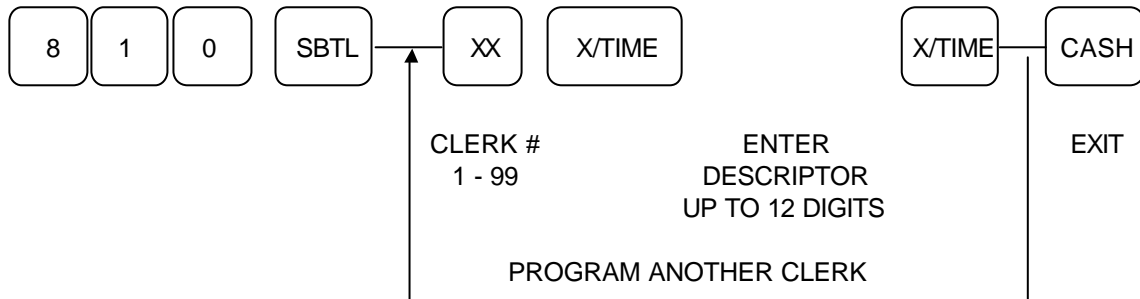 8 1 0 SBTL XX X/TIME X/TIME CASH
CLERK # ENTER EXIT
1 - 99 DESCRIPTOR
UP TO 12 DIGITS
PROGRAM ANOTHER CLERK